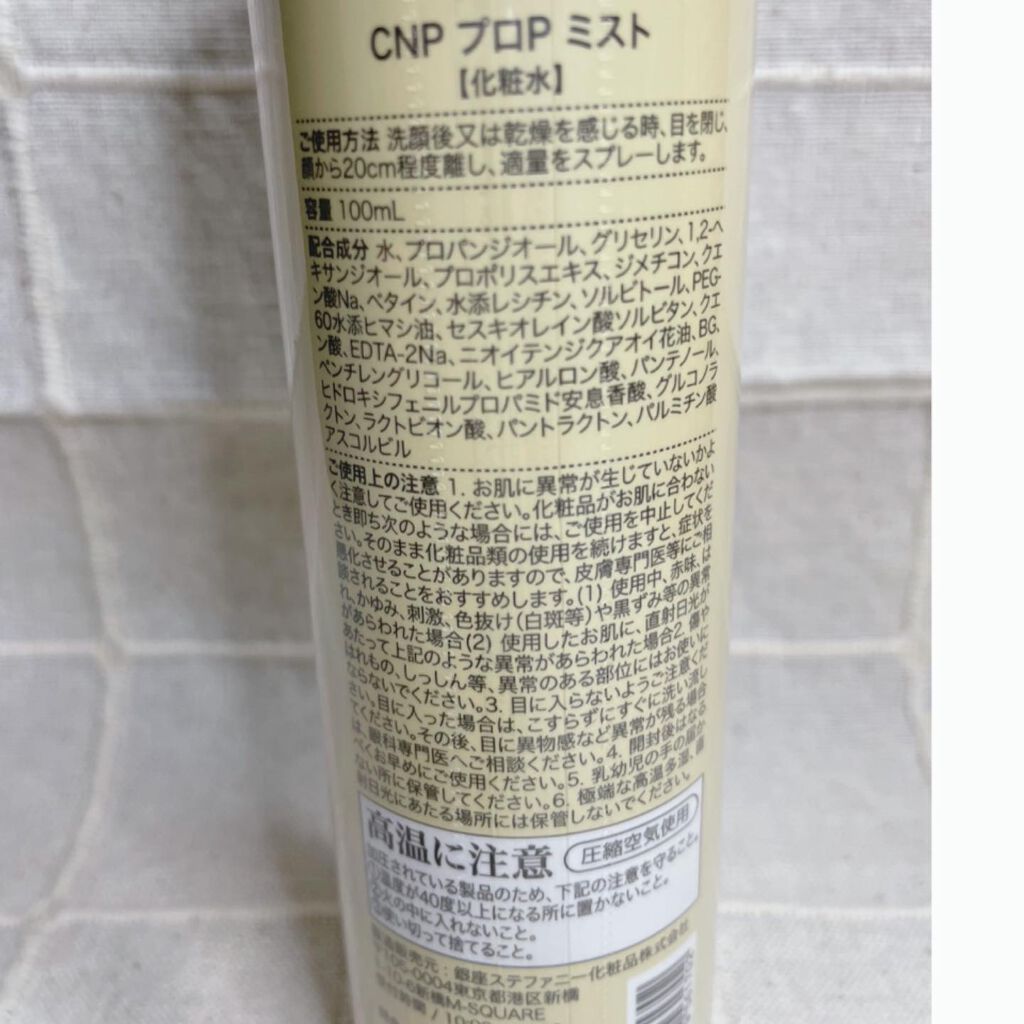 CNP プロP ミスト
【化粧水】
ご使用方法 洗顔後又は乾燥を感じる時、目を閉じ、
顔から20cm程度離し、適量をスプレーします。
容量 100mL
配合成分 水、プロパンジオール、グリセリン、1,2-ヘ
キサンジオール、プロポリスエキス、ジメチコン、クエ
ン酸Na、ベタイン、水添レシチン、ソルビトール、PEG-
60水添ヒマシ油、セスキオレイン酸ソルビタン、クエ
ン酸、EDTA-2Na、ニオイテンジクアオイ花油、BG、
ペンチレングリコール、ヒアルロン酸、パンテノール、
ヒドロキシフェニルプロパミド安息香酸、グルコノラ
クトン、ラクトビオン酸、パントラクトン、パルミチン酸
アスコルビル
ご使用上の注意 1. お肌に異常が生じていないかよ
く注意してご使用ください。化粧品がお肌に合わない
とき即ち次のような場合には、ご使用を中止してくだ
さい。そのまま化粧品類の使用を続けますと、症状を
悪化させることがありますので、皮膚専門医等にご相
談されることをおすすめします。(1) 使用中、赤味、は
れ、かゆみ、刺激、色抜け(白斑等)や黒ずみ等の異常
があらわれた場合(2) 使用したお肌に、直射日光が
あたって上記のような異常があらわれた場合2. 傷や
はれもの、しっしん等、異常のある部位にはお使いに
ならないでください。3. 目に入らないようご注意くだ
さい。目に入った場合は、こすらずにすぐに洗い流し
てください。その後、目に異物感など異常が残る場合
は、眼科専門医へご相談ください。4. 開封後はなる
べくお早めにご使用ください。5. 乳幼児の手の届か
ない所に保管してください。6. 極端な高温多湿、直
射日光にあたる場所には保管しないでください。
高温に注意 圧縮空気使用
加圧されている製品のため、下記の注意を守ること。
温度が40度以上になる所に置かないこと。
火の中に入れないこと。
使い切って捨てること。
発売元：銀座ステファニー化粧品株式会社
-0004東京都港区新橋
-10-6新橋M-SQUARE